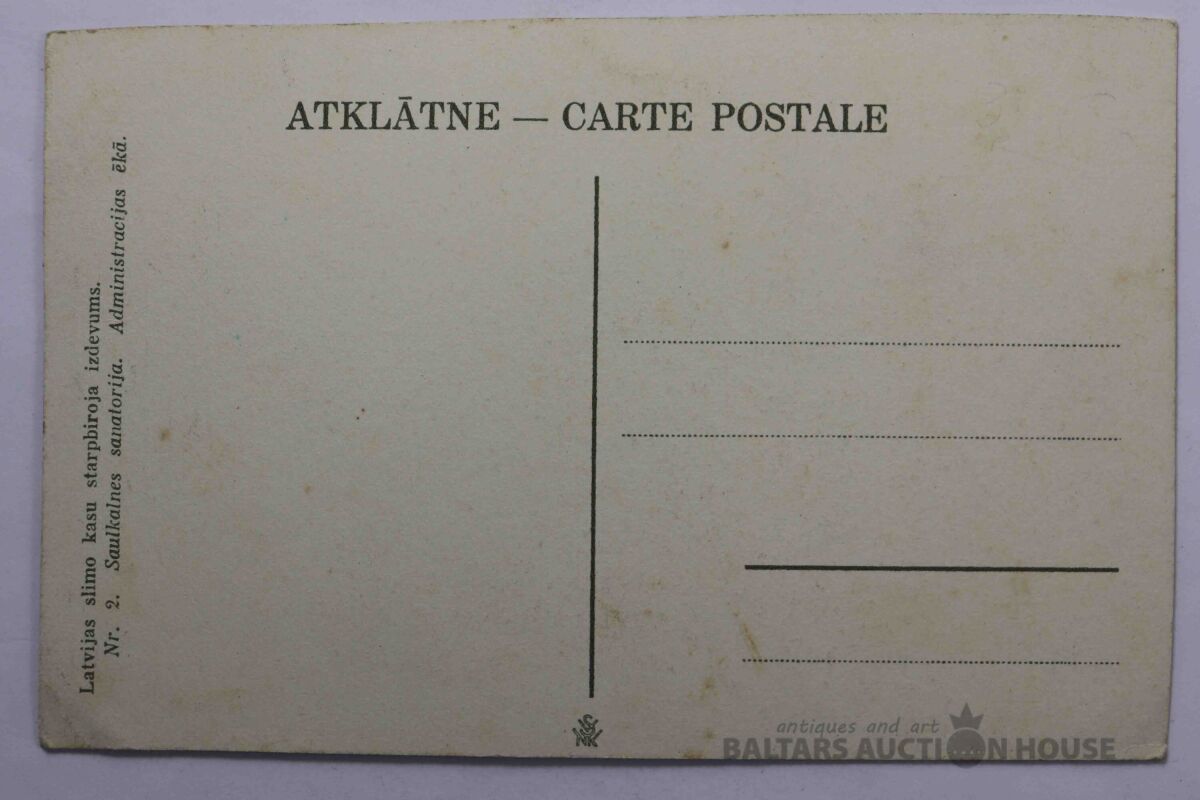 ATKLĀTNE — CARTE POSTALE
Latvijas slimo kasu starpbiroja izdevums.
Nr. 2. Saulkalnes sanatorija. Administracijas ēkā.
antiques and art
BALTARS AUCTION HOUSE